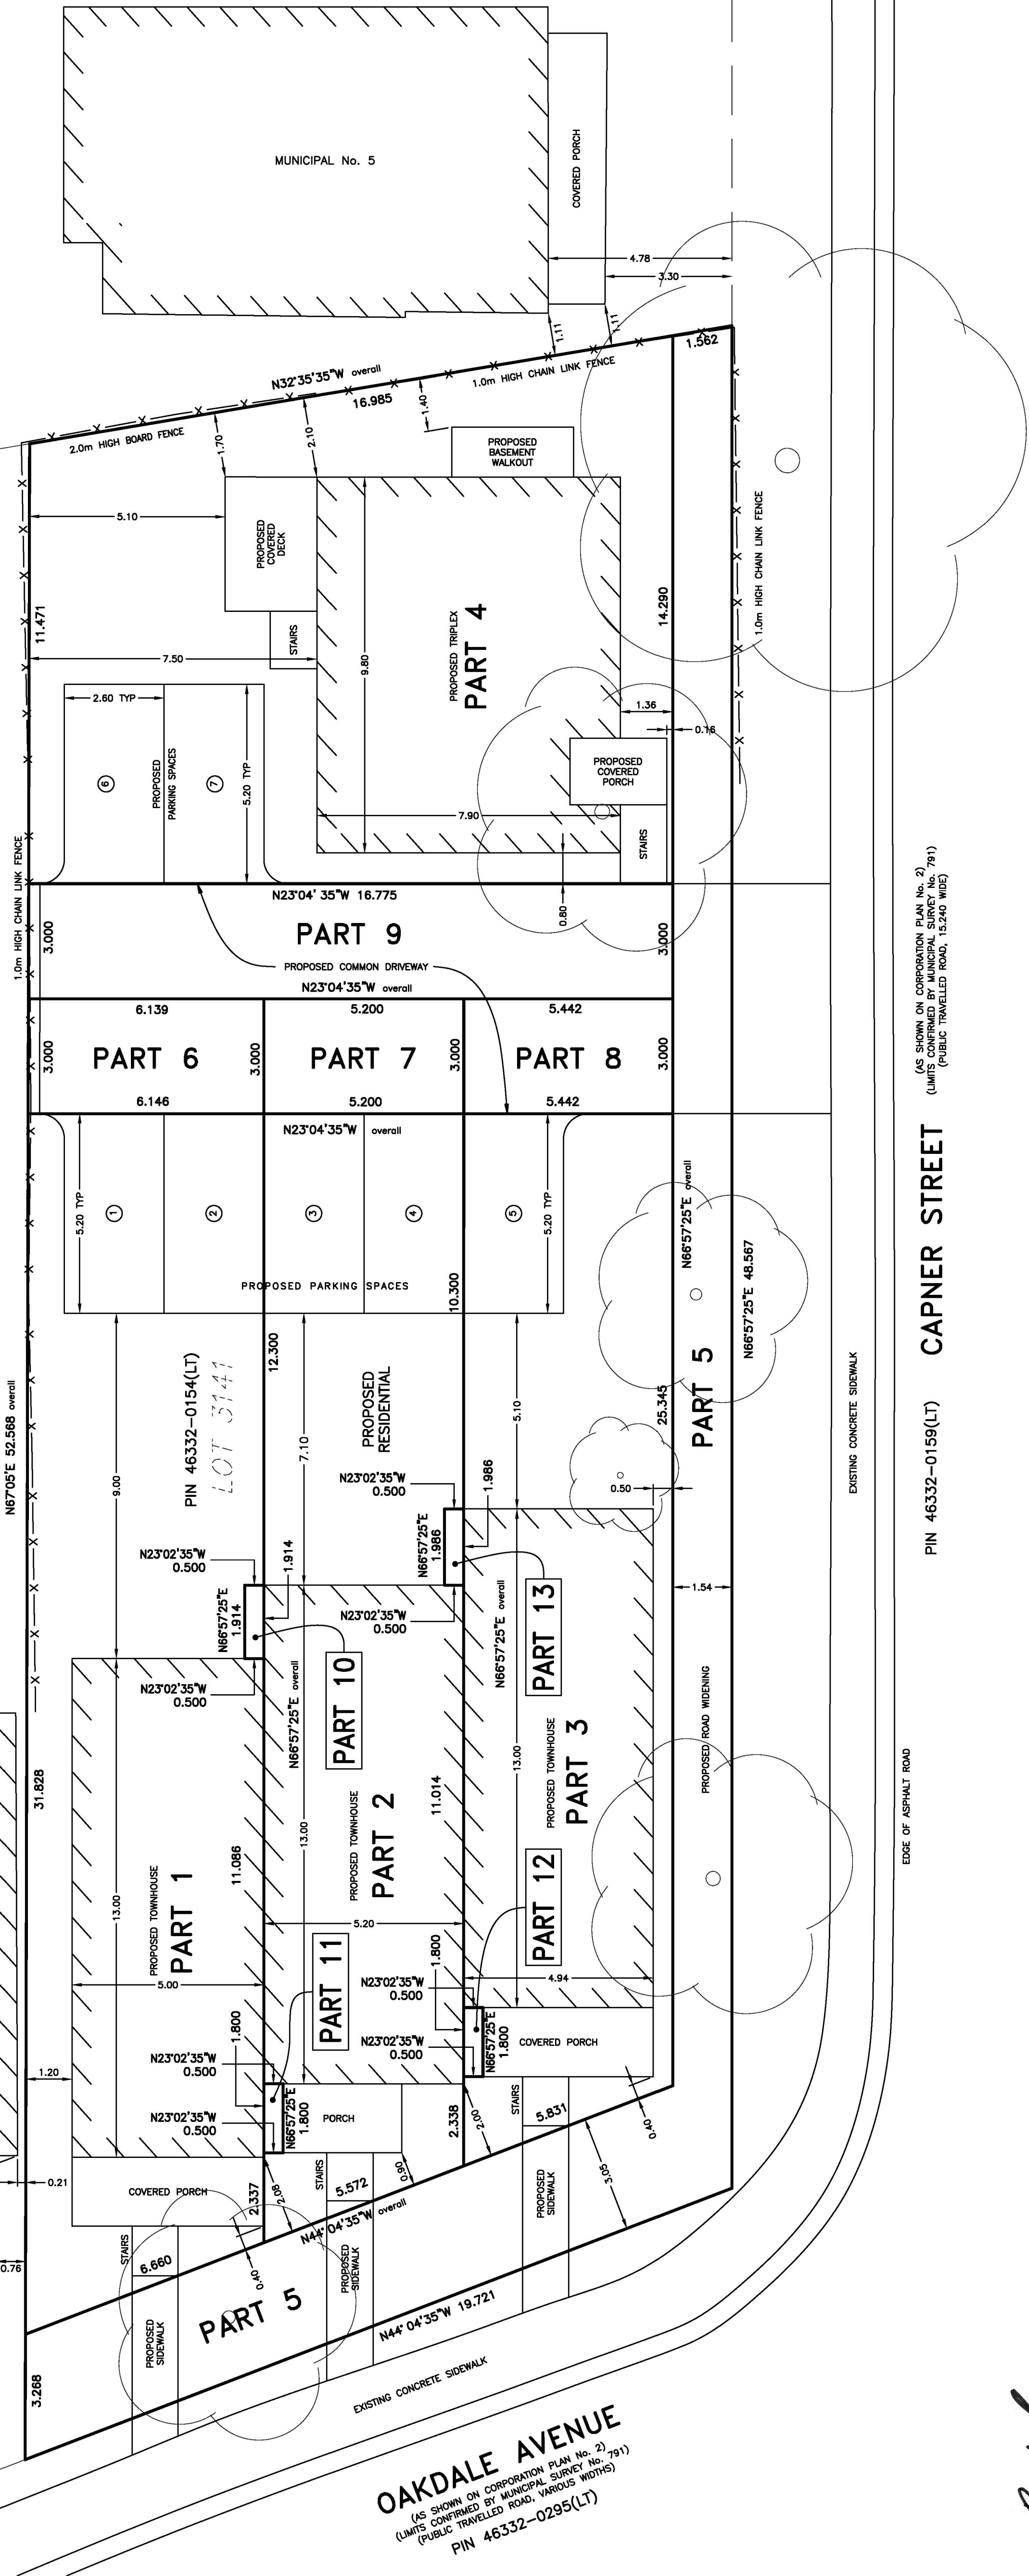 MUNICIPAL No. 5
COVERED PORCH
4.78
3.30
1.11
1.11
1.562
N32°35'35"W overall
16.985
1.0m HIGH CHAIN LINK FENCE
2.0m HIGH BOARD FENCE
1.70
2.10
1.40
PROPOSED
BASEMENT
WALKOUT
5.10
PROPOSED
COVERED
DECK
1.0m HIGH CHAIN LINK FENCE
11.471
STAIRS
9.80
PROPOSED TRIPLEX
PART 4
14.290
7.50
2.60 TYP
1.36
0.16
6
PROPOSED
PARKING SPACES
7
5.20 TYP
PROPOSED
COVERED
PORCH
7.90
STAIRS
1.0m HIGH CHAIN LINK FENCE
N23°04'35"W 16.775
0.80
3.000
PART 9
3.000
PROPOSED COMMON DRIVEWAY
N23°04'35"W overall
6.139
5.200
5.442
3.000
PART 6
3.000
PART 7
3.000
PART 8
3.000
6.146
5.200
5.442
N23°04'35"W overall
5.20 TYP
1
2
3
4
5
5.20 TYP
PROPOSED PARKING SPACES
10.300
N66°57'25"E overall
N66°57'25"E 48.567
PART 5
25.345
N67°05'E 52.568 overall
9.00
PIN 46332-0154(LT)
LOT 3141
12.300
7.10
PROPOSED
RESIDENTIAL
5.10
N23°02'35"W
0.500
1.986
0.50
N66°57'25"E
1.986
N23°02'35"W
0.500
1.914
N66°57'25"E
1.914
N23°02'35"W
0.500
N66°57'25"E overall
PART 13
1.54
N23°02'35"W
0.500
N66°57'25"E overall
PART 10
PROPOSED ROAD WIDENING
31.828
13.00
PROPOSED TOWNHOUSE
PART 1
11.086
13.00
PROPOSED TOWNHOUSE
PART 2
11.014
13.00
PROPOSED TOWNHOUSE
PART 3
PART 12
5.20
PART 11
5.00
4.94
1.800
N23°02'35"W
0.500
N23°02'35"W
0.500
N66°57'25"E
1.800
COVERED PORCH
1.20
1.800
N23°02'35"W
0.500
N23°02'35"W
0.500
N66°57'25"E
1.800
PORCH
STAIRS
5.831
0.40
2.338
2.00
0.21
COVERED PORCH
2.337
2.08
STAIRS
5.572
0.90
3.05
PROPOSED
SIDEWALK
N44°04'35"W overall
0.76
STAIRS
6.660
0.40
PROPOSED
SIDEWALK
PROPOSED
SIDEWALK
PART 5
N44°04'35"W 19.721
3.268
EXISTING CONCRETE SIDEWALK
EXISTING CONCRETE SIDEWALK
EDGE OF ASPHALT ROAD
PIN 46332-0159(LT)
CAPNER STREET
(AS SHOWN ON CORPORATION PLAN No. 2)
(LIMITS CONFIRMED BY MUNICIPAL SURVEY No. 791)
(PUBLIC TRAVELLED ROAD, 15.240 WIDE)
OAKDALE AVENUE
(AS SHOWN ON CORPORATION PLAN No. 2)
(LIMITS CONFIRMED BY MUNICIPAL SURVEY No. 791)
(PUBLIC TRAVELLED ROAD, VARIOUS WIDTHS)
PIN 46332-0295(LT)